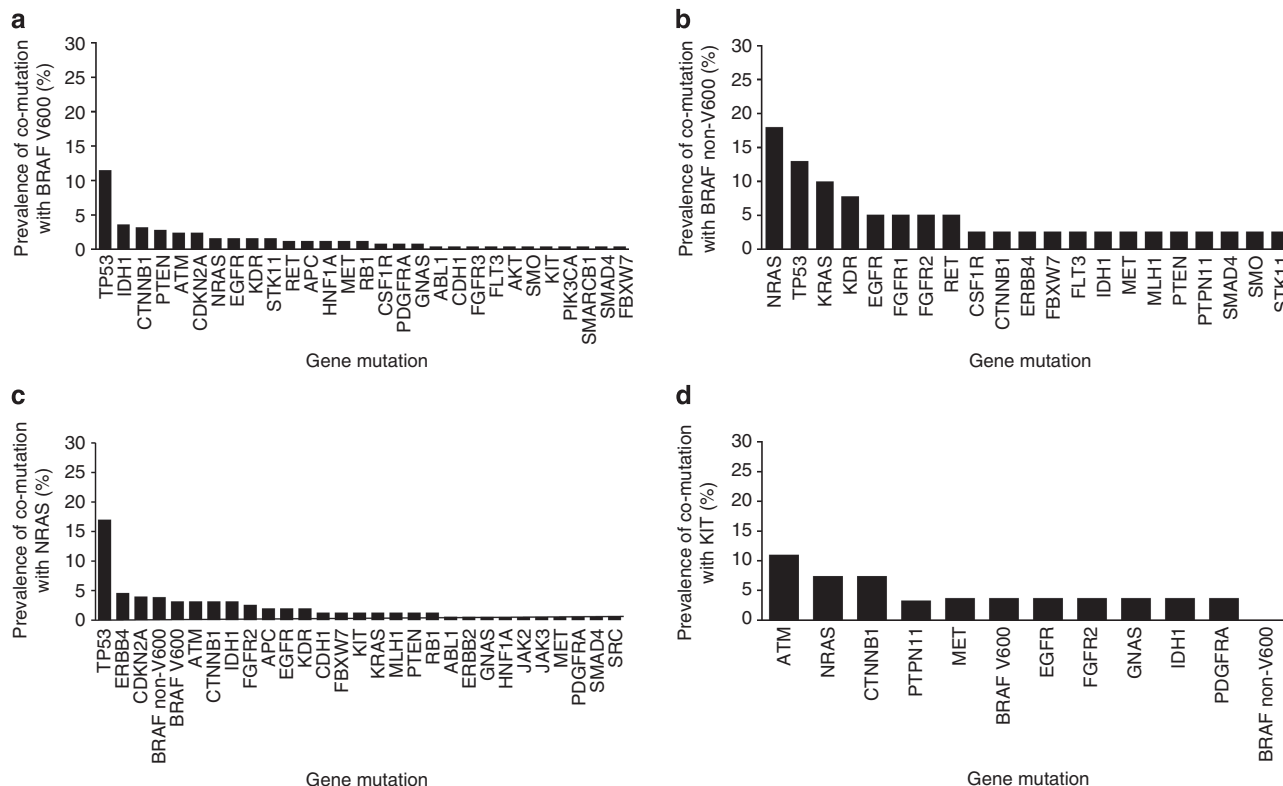 a
Prevalence of co-mutation
with BRAF V600 (%)
30
25
20
15
10
5
0
TP53
IDH1
CTNNB1
PTEN
ATM
CDKN2A
NRAS
EGFR
KDR
STK11
RET
APC
HNF1A
MET
RB1
CSF1R
PDGFRA
GNAS
ABL1
CDH1
FGFR3
FLT3
AKT
SMO
KIT
PIK3CA
SMARCB1
SMAD4
FBXW7
Gene mutation
b
Prevalence of co-mutation
with BRAF non-V600 (%)
30
25
20
15
10
5
0
NRAS
TP53
KRAS
KDR
EGFR
FGFR1
FGFR2
RET
CSF1R
CTNNB1
ERBB4
FBXW7
FLT3
IDH1
MET
MLH1
PTEN
PTPN11
SMAD4
SMO
STK11
Gene mutation
c
Prevalence of co-mutation
with NRAS (%)
30
25
20
15
10
5
0
TP53
ERBB4
CDKN2A
BRAF non-V600
BRAF V600
ATM
CTNNB1
IDH1
FGFR2
APC
EGFR
KDR
CDH1
FBXW7
KIT
KRAS
MLH1
PTEN
RB1
ABL1
ERBB2
GNAS
HNF1A
JAK2
JAK3
MET
PDGFRA
SMAD4
SRC
Gene mutation
d
Prevalence of co-mutation
with KIT (%)
30
25
20
15
10
5
0
ATM
NRAS
CTNNB1
PTPN11
MET
BRAF V600
EGFR
FGFR2
GNAS
IDH1
PDGFRA
BRAF non-V600
Gene mutation